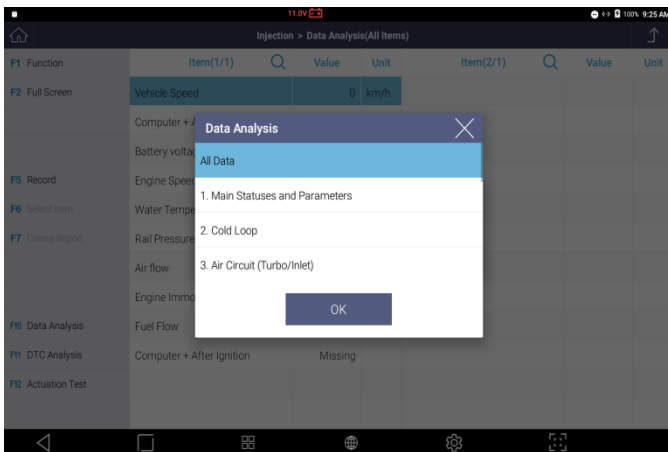 11.0V
100% 9:25 AM
Injection > Data Analysis(All Items)
F1 Function
Item(1/1) Value Unit Item(2/1) Value Unit
F2 Full Screen
Vehicle Speed 0 km/h
Computer + A
Data Analysis
Battery voltag
All Data
F5 Record
Engine Speed
1. Main Statuses and Parameters
F6 Select Item
Water Tempe
2. Cold Loop
F7 Create Report
Rail Pressure
Air flow
3. Air Circuit (Turbo/Inlet)
Engine Immo
OK
F10 Data Analysis
Fuel Flow
F11 DTC Analysis
Computer + After Ignition Missing
F12 Actuation Test